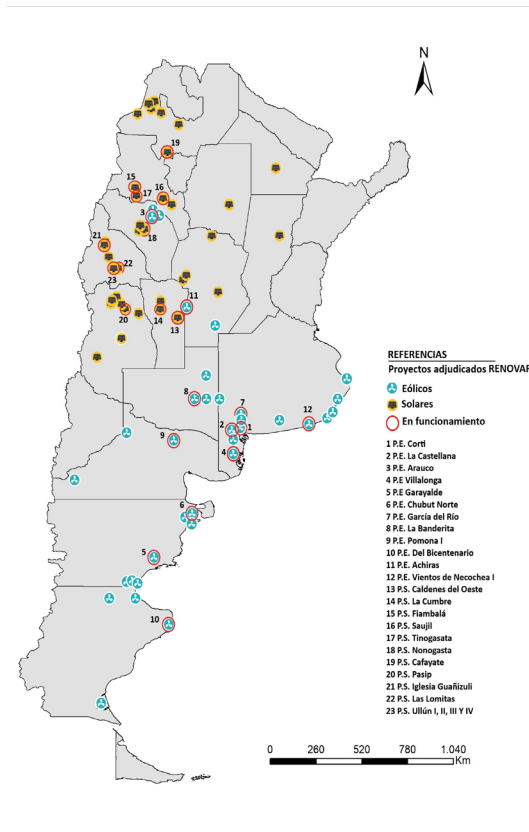 N
19
15
17
16
3
18
21
22
23
20
14
13
11
8
7
12
2
1
9
4
6
5
10
REFERENCIAS
Proyectos adjudicados RENOVAR
Eólicos
Solares
En funcionamiento
1 P.E. Corti
2 P.E. La Castellana
3 P.E. Arauco
4 P.E Villalonga
5 P.E Garayalde
6 P.E. Chubut Norte
7 P.E. García del Río
8 P.E. La Banderita
9 P.E. Pomona I
10 P.E. Del Bicentenario
11 P.E. Achiras
12 P.E. Vientos de Necochea I
13 P.S. Caldenes del Oeste
14 P.S. La Cumbre
15 P.S. Fiambalá
16 P.S. Saujil
17 P.S. Tinogasata
18 P.S. Nonogasta
19 P.S. Cafayate
20 P.S. Pasip
21 P.S. Iglesia Guañizuli
22 P.S. Las Lomitas
23 P.S. Ullún I, II, III Y IV
0 260 520 780 1.040
Km